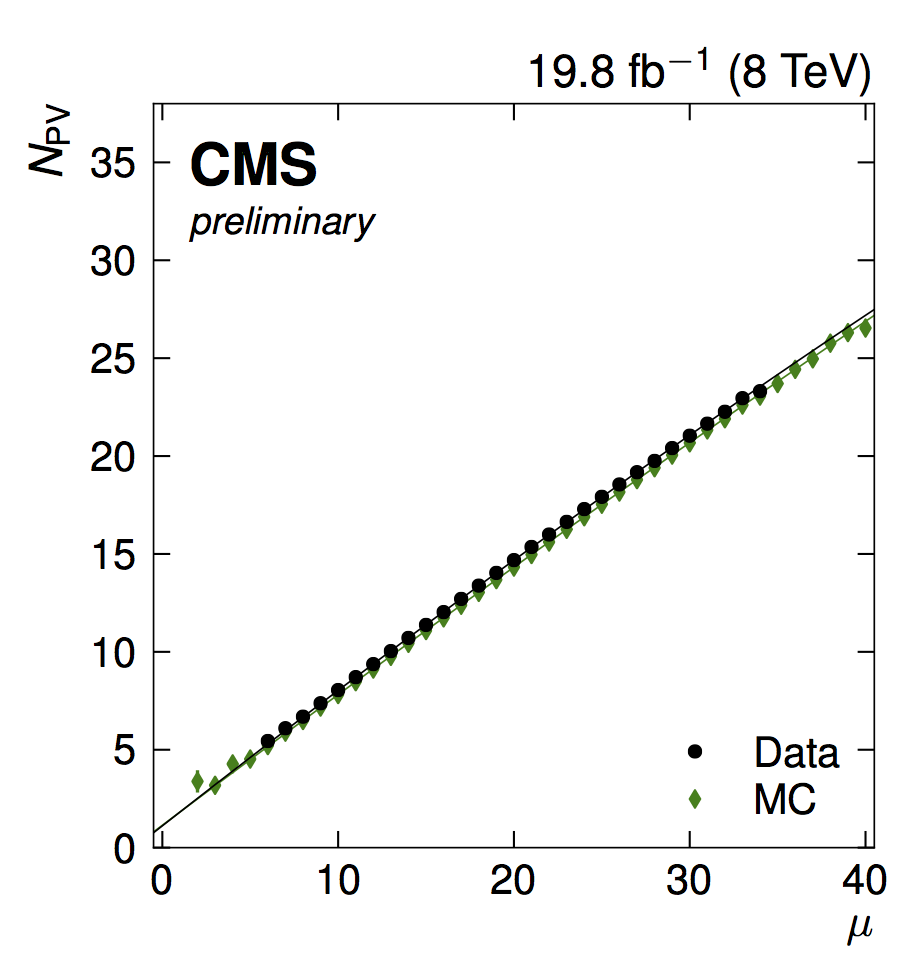 19.8 fb⁻¹ (8 TeV)
N_PV
CMS
preliminary
35
30
25
20
15
10
5
0
Data
MC
0 10 20 30 40
μ